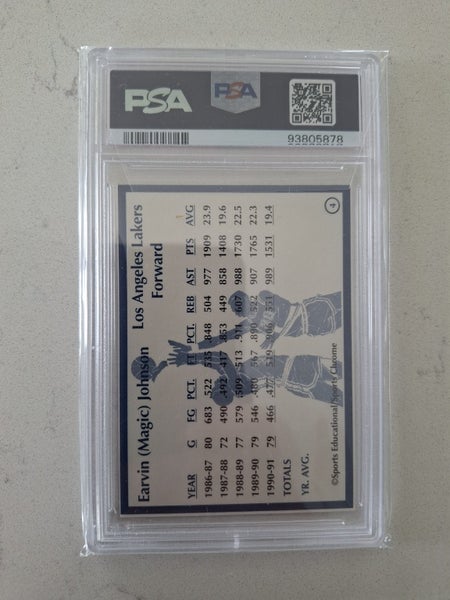 PSA
PSA
93805878
Earvin (Magic) Johnson Los Angeles Lakers
Forward
YEAR G FG PCT. FT PCT. REB AST PTS AVG
1986-87 80 683 .522 535 .848 504 977 1909 23.9
1987-88 72 490 .492 417 .853 449 858 1408 19.6
1988-89 77 579 .509 513 .911 607 988 1730 22.5
1989-90 79 546 .480 567 .890 522 907 1765 22.3
1990-91 79 466 .477 519 .906 551 989 1531 19.4
TOTALS
YR. AVG.
©Sports Educational/Sports Chrome
4